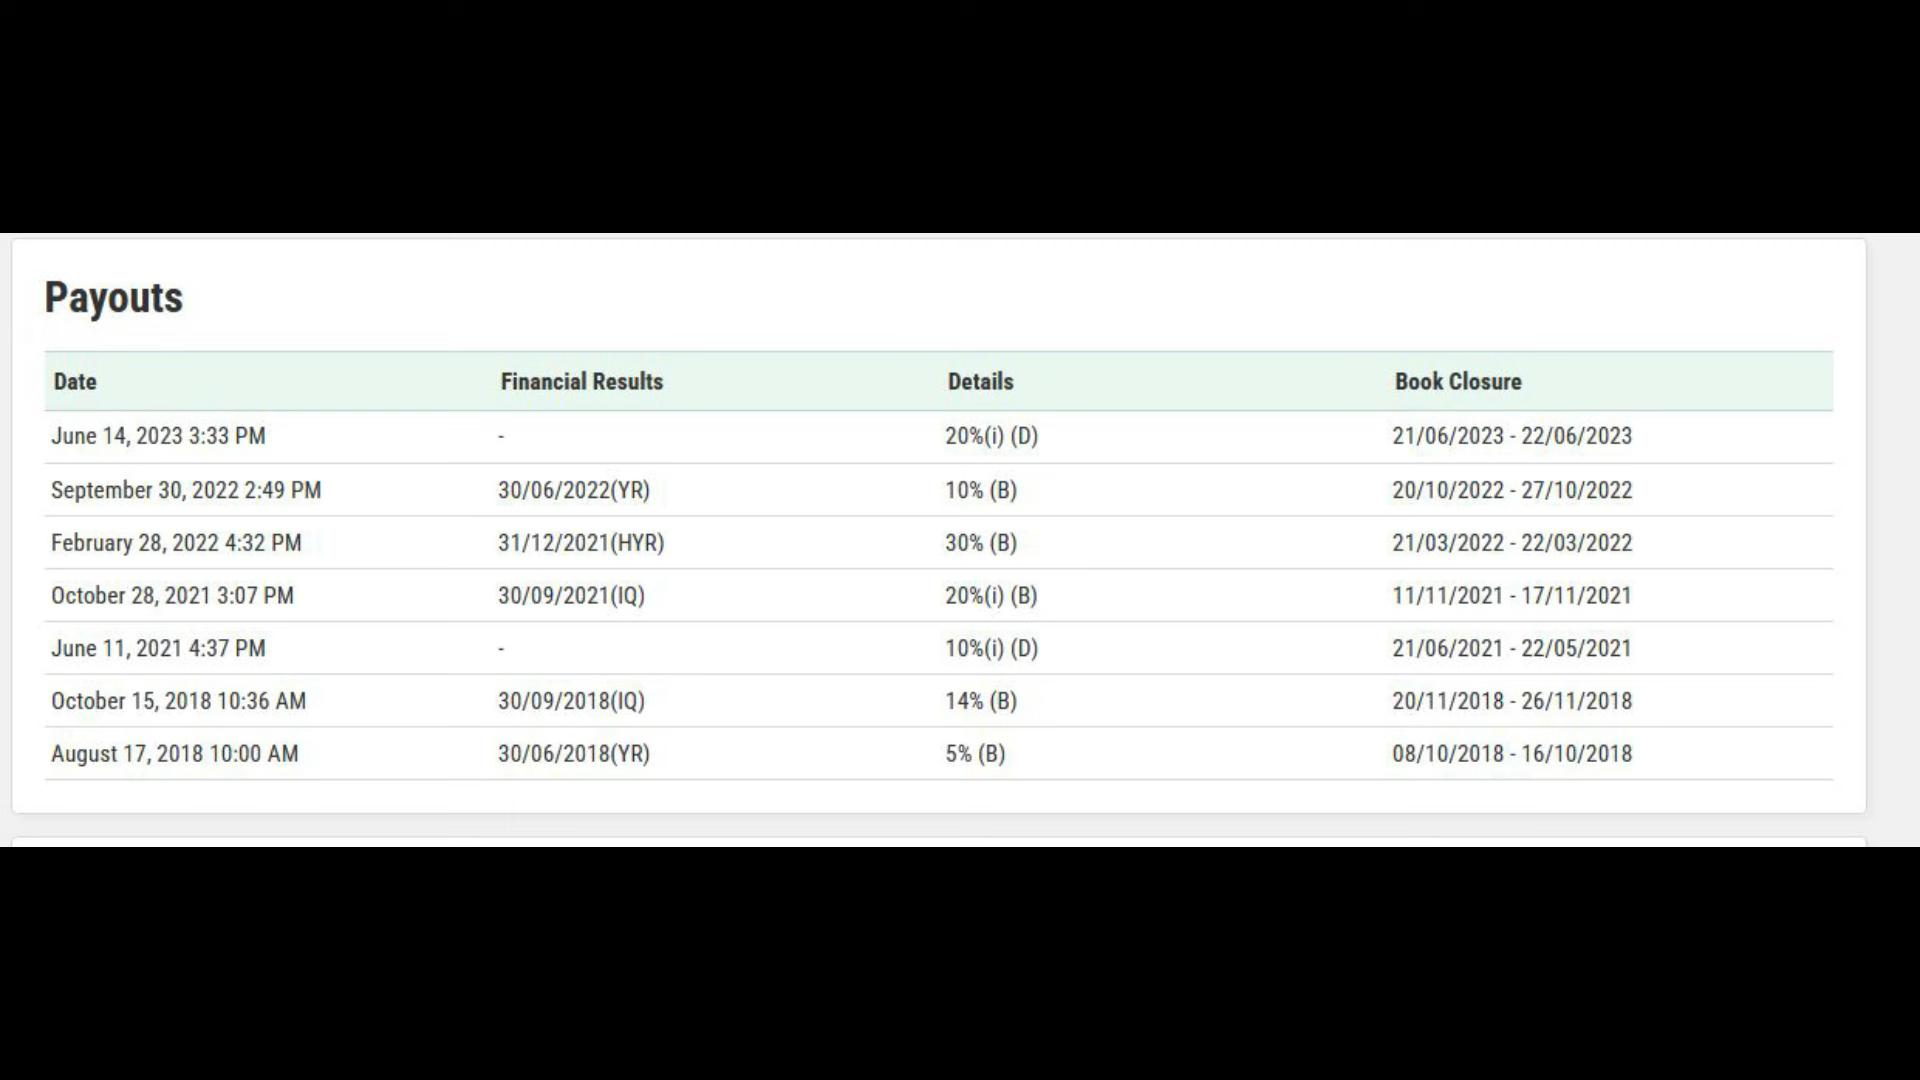 Payouts
Date Financial Results Details Book Closure
June 14, 2023 3:33 PM - 20%(i) (D) 21/06/2023 - 22/06/2023
September 30, 2022 2:49 PM 30/06/2022(YR) 10% (B) 20/10/2022 - 27/10/2022
February 28, 2022 4:32 PM 31/12/2021(HYR) 30% (B) 21/03/2022 - 22/03/2022
October 28, 2021 3:07 PM 30/09/2021(IQ) 20%(i) (B) 11/11/2021 - 17/11/2021
June 11, 2021 4:37 PM - 10%(i) (D) 21/06/2021 - 22/05/2021
October 15, 2018 10:36 AM 30/09/2018(IQ) 14% (B) 20/11/2018 - 26/11/2018
August 17, 2018 10:00 AM 30/06/2018(YR) 5% (B) 08/10/2018 - 16/10/2018